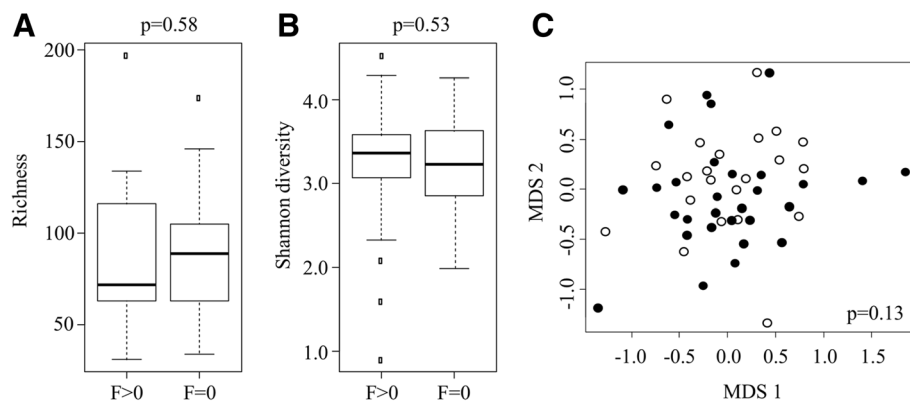 A
p=0.58
Richness
200
150
100
50
F>0 F=0
B
p=0.53
Shannon diversity
4.0
3.0
2.0
1.0
F>0 F=0
C
MDS 2
1.0
0.5
0.0
-0.5
-1.0
p=0.13
-1.0 -0.5 0.0 0.5 1.0 1.5
MDS 1